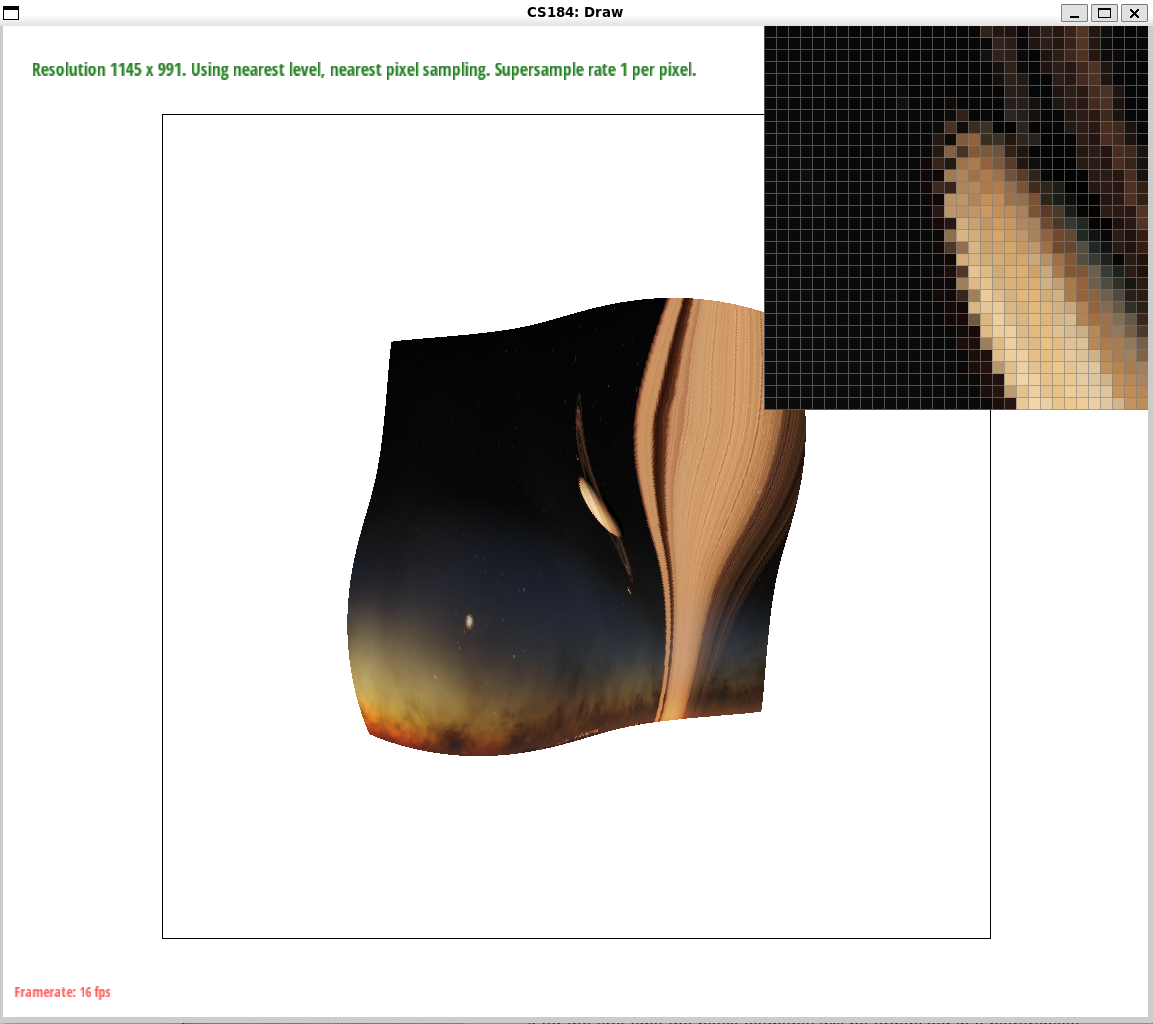 CS184: Draw
Resolution 1145 x 991. Using nearest level, nearest pixel sampling. Supersample rate 1 per pixel.
Framerate: 16 fps